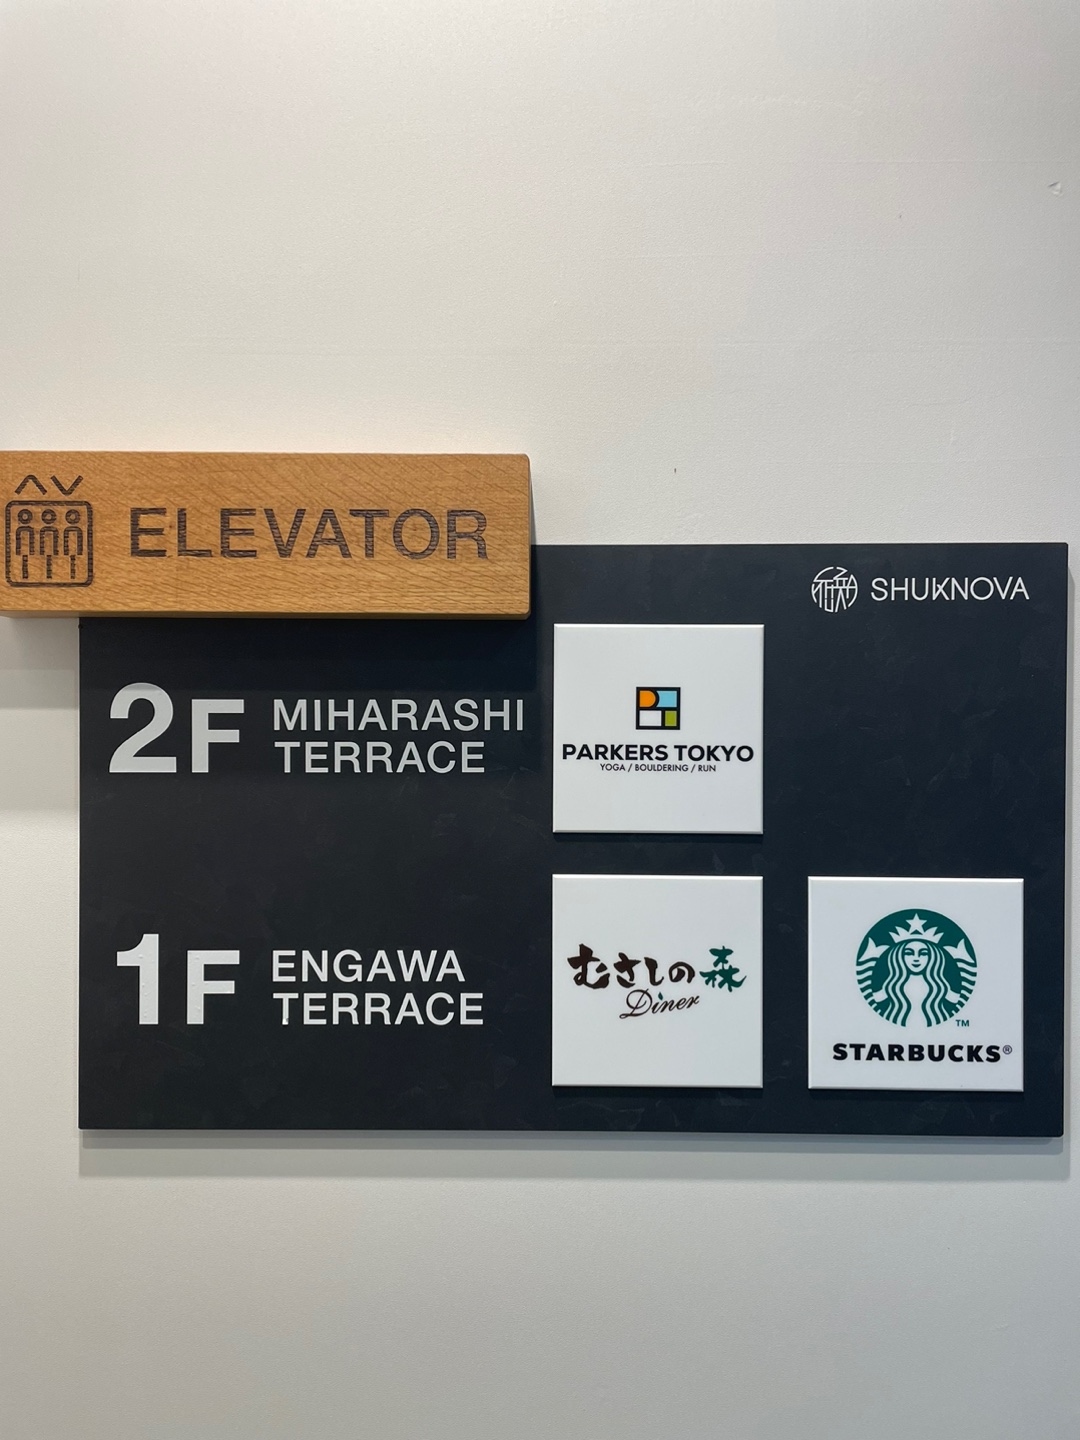 ELEVATOR
SHUKNOVA
2F MIHARASHI
TERRACE
PARKERS TOKYO
YOGA / BOULDERING / RUN
1F ENGAWA
TERRACE
むさしの森
Diner
TM
STARBUCKS®